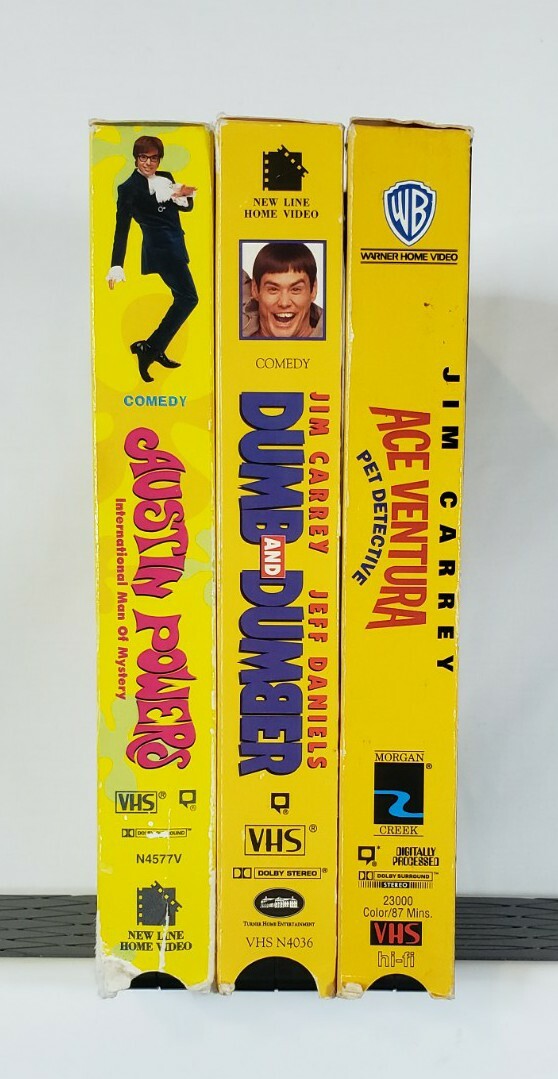 COMEDY
AUSTIN POWERS
International Man Of Mystery
VHS®
®
DOLBY SURROUND
N4577V
NEW LINE
HOME VIDEO
NEW LINE
HOME VIDEO
COMEDY
JIM CARREY JEFF DANIELS
DUMB AND DUMBER
®
VHS®
DOLBY STEREO®
TURNER HOME ENTERTAINMENT
VHS N4036
WB
WARNER HOME VIDEO
JIM CARREY
ACE VENTURA
PET DETECTIVE
MORGAN
®
CREEK
®
DIGITALLY
PROCESSED
DOLBY SURROUND™
STEREO
23000
Color/87 Mins.
VHS
hi-fi